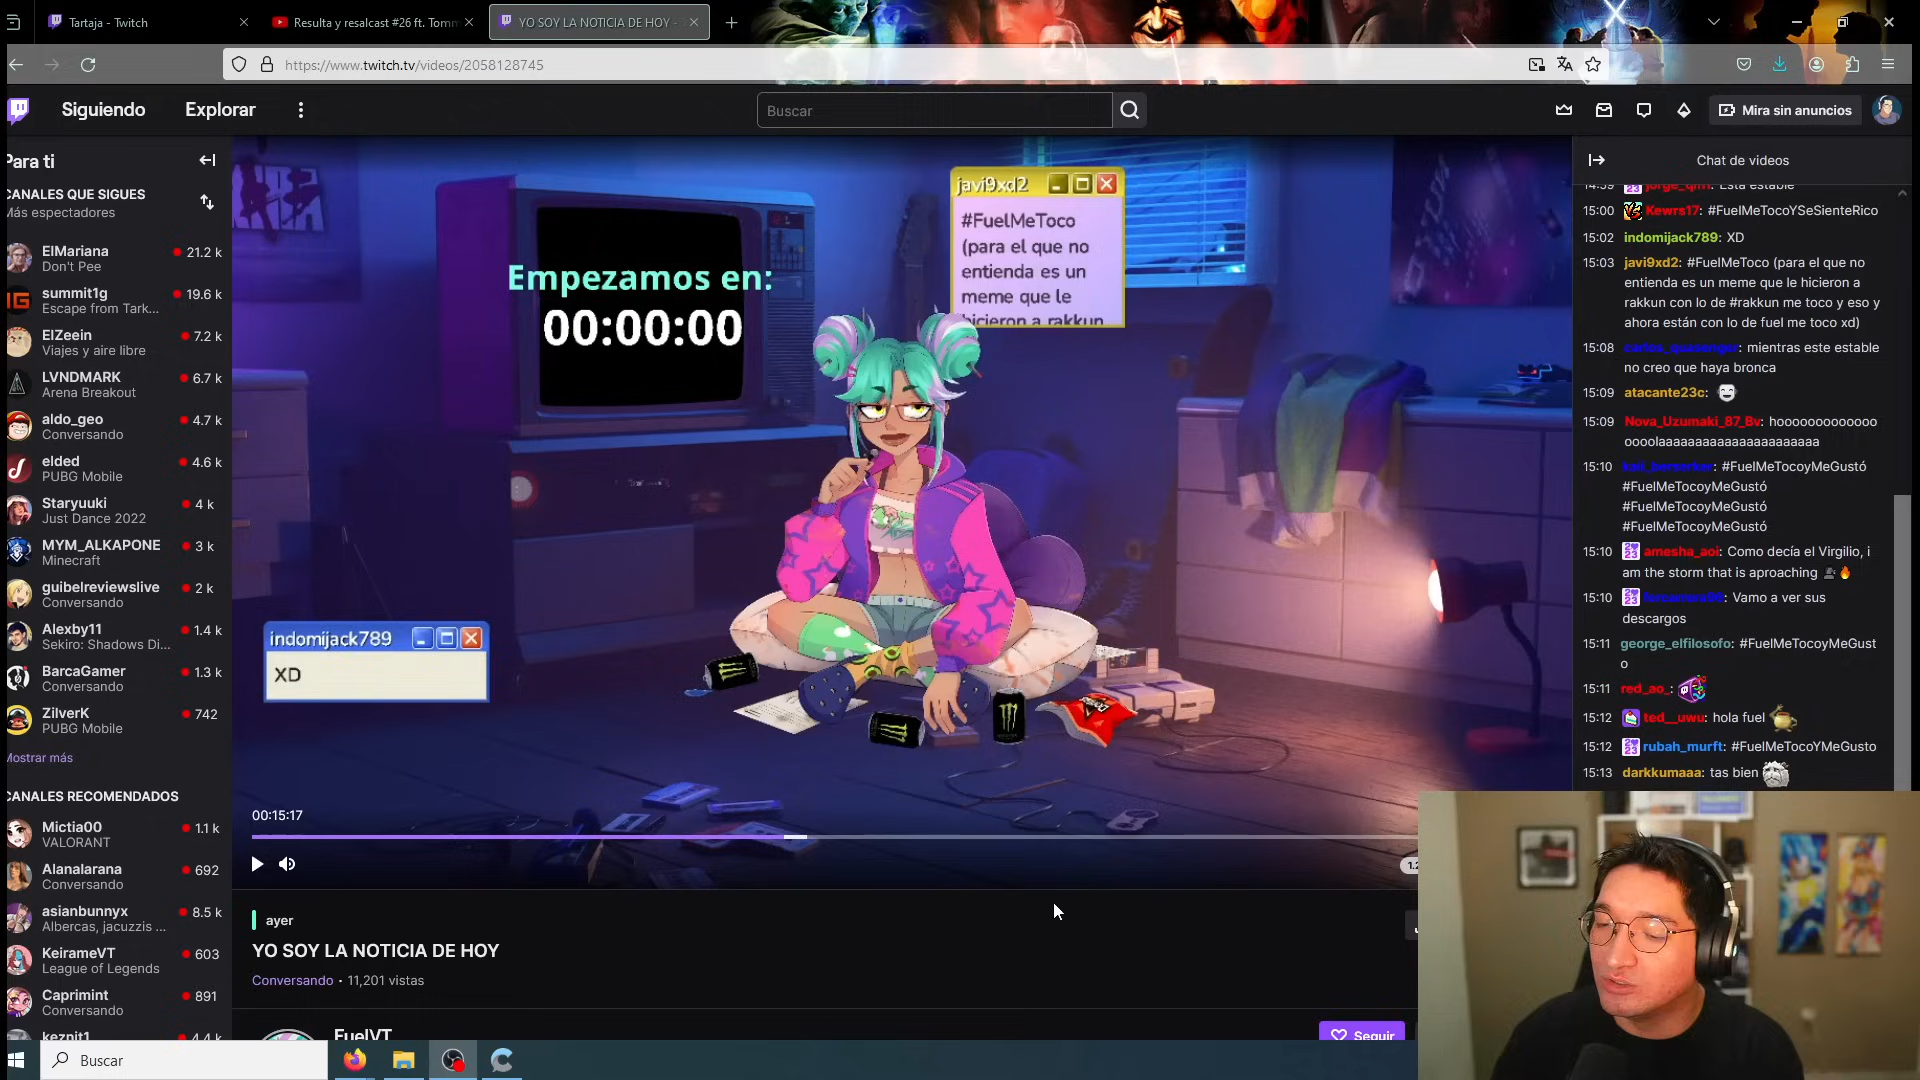 Tartaja - Twitch
Resulta y resalcast #26 ft. Tomm
YO SOY LA NOTICIA DE HOY -
https://www.twitch.tv/videos/2058128745
Siguiendo
Explorar
Buscar
Mira sin anuncios
Para ti
CANALES QUE SIGUES
Más espectadores
ElMariana
21.2 k
Don't Pee
summit1g
19.6 k
Escape from Tark...
ElZeein
7.2 k
Viajes y aire libre
LVNDMARK
6.7 k
Arena Breakout
aldo_geo
4.7 k
Conversando
elded
4.6 k
PUBG Mobile
Staryuuki
4 k
Just Dance 2022
MYM_ALKAPONE
3 k
Minecraft
guibelreviewslive
2 k
Conversando
Alexby11
1.4 k
Sekiro: Shadows Di...
BarcaGamer
1.3 k
Conversando
ZilverK
742
PUBG Mobile
Mostrar más
CANALES RECOMENDADOS
Mictia00
1.1 k
VALORANT
Alanalarana
692
Conversando
asianbunnyx
8.5 k
Albercas, jacuzzis ...
KeirameVT
603
League of Legends
Caprimint
891
Conversando
keznit1
4.4 k
Empezamos en:
00:00:00
javi9xd2
#FuelMeToco
(para el que no
entienda es un
meme que le
hicieron a rakkun
indomijack789
XD
00:15:17
ayer
YO SOY LA NOTICIA DE HOY
Conversando • 11,201 vistas
FuelVT
Seguir
Chat de videos
14:59 jorge_qm: Está estable
15:00 Kewrs17: #FuelMeTocoYSeSienteRico
15:02 indomijack789: XD
15:03 javi9xd2: #FuelMeToco (para el que no
entienda es un meme que le hicieron a
rakkun con lo de #rakkun me toco y eso y
ahora están con lo de fuel me toco xd)
15:08 : mientras este estable
no creo que haya bronca
15:09 atacante23c:
15:09 Nova_Uzumaki_87_Bv: hooooooooooooo
oooolaaaaaaaaaaaaaaaaaaaaaa
15:10 kaii_berserker: #FuelMeTocoyMeGustó
#FuelMeTocoyMeGustó
#FuelMeTocoyMeGustó
#FuelMeTocoyMeGustó
15:10 amesha_aoi: Como decía el Virgilio, i
am the storm that is aproaching
15:10 : Vamo a ver sus
descargos
15:11 george_elfilosofo: #FuelMeTocoyMeGust
o
15:11 red_ao_:
15:12 ted__uwu: hola fuel
15:12 rubah_murft: #FuelMeTocoYMeGusto
15:13 darkkumaaa: tas bien
Buscar